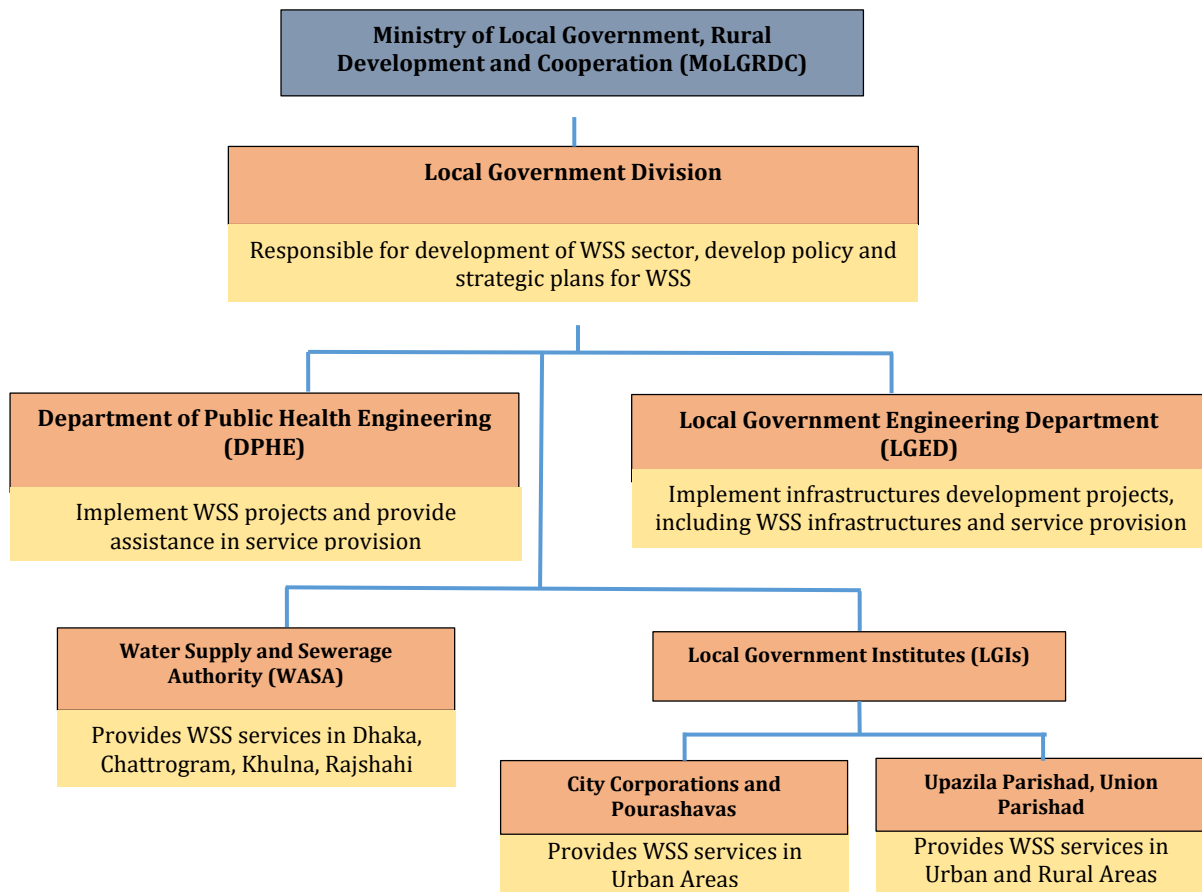 Ministry of Local Government, Rural
Development and Cooperation (MoLGRDC)
Local Government Division
Responsible for development of WSS sector, develop policy and
strategic plans for WSS
Department of Public Health Engineering
(DPHE)
Implement WSS projects and provide
assistance in service provision
Local Government Engineering Department
(LGED)
Implement infrastructures development projects,
including WSS infrastructures and service provision
Water Supply and Sewerage
Authority (WASA)
Provides WSS services in Dhaka,
Chattrogram, Khulna, Rajshahi
Local Government Institutes (LGIs)
City Corporations and
Pourashavas
Provides WSS services in
Urban Areas
Upazila Parishad, Union
Parishad
Provides WSS services in
Urban and Rural Areas